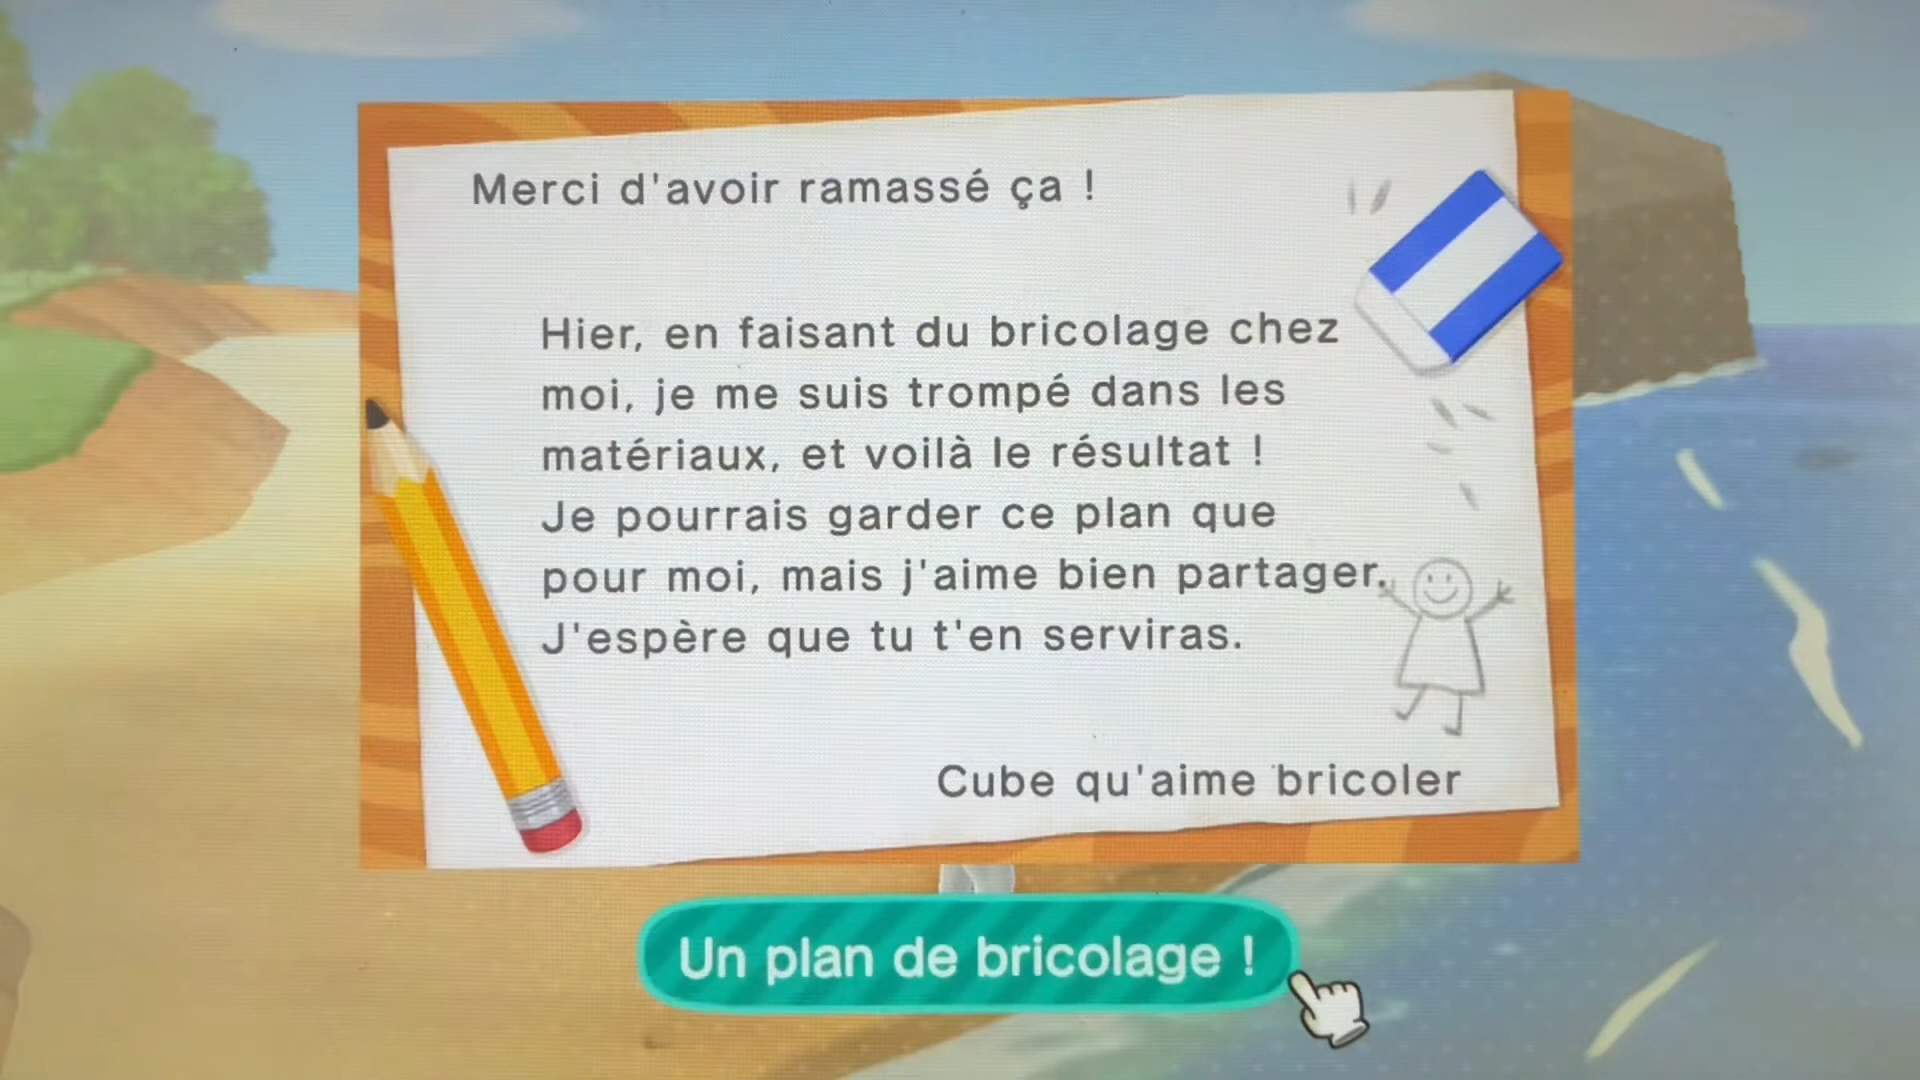 Merci d'avoir ramassé ça !
Hier, en faisant du bricolage chez
moi, je me suis trompé dans les
matériaux, et voilà le résultat !
Je pourrais garder ce plan que
pour moi, mais j'aime bien partager.
J'espère que tu t'en serviras.
Cube qu'aime bricoler
Un plan de bricolage !